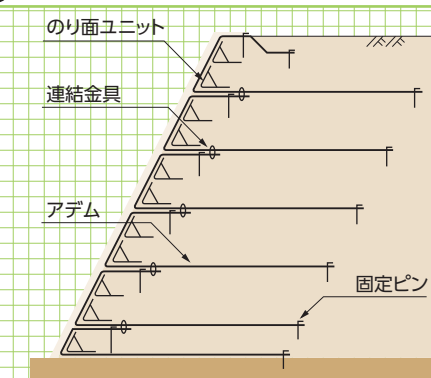 のり面ユニット
連結金具
アデム
固定ピン